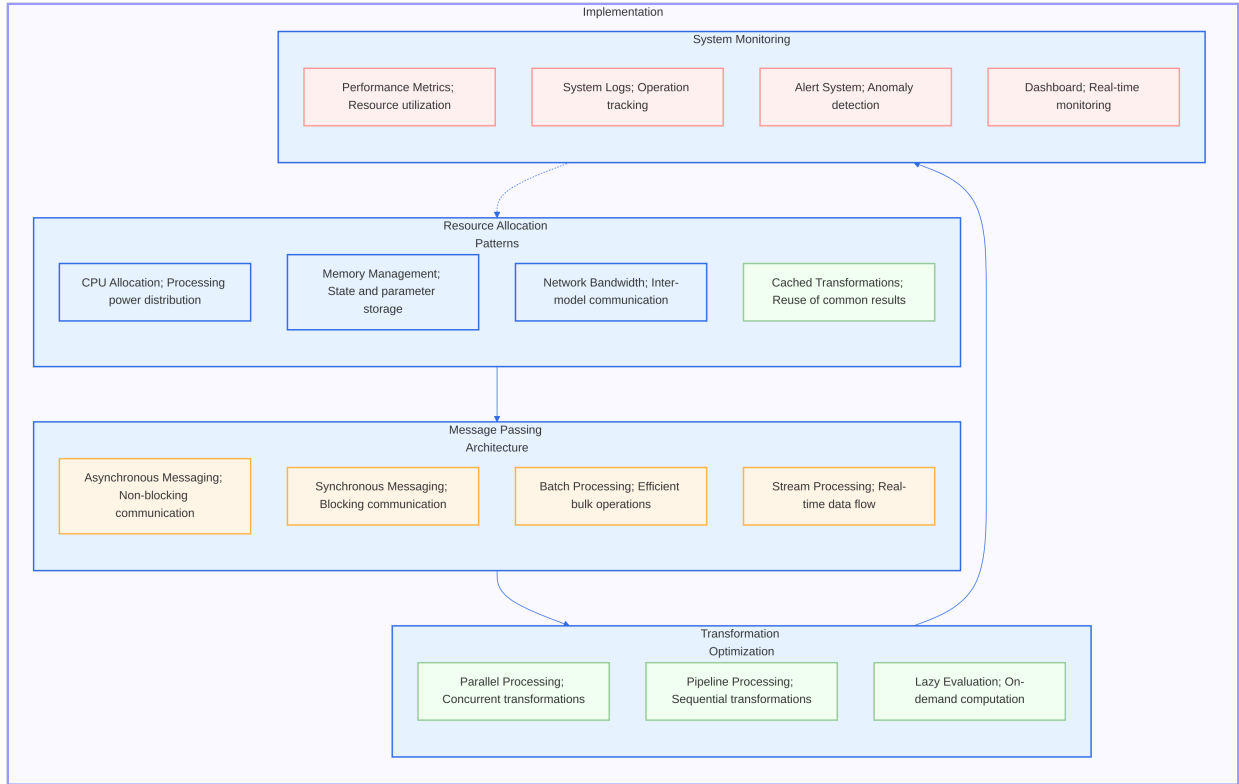 Implementation
System Monitoring
Performance Metrics;
Resource utilization
System Logs; Operation
tracking
Alert System; Anomaly
detection
Dashboard; Real-time
monitoring
Resource Allocation
Patterns
CPU Allocation; Processing
power distribution
Memory Management;
State and parameter
storage
Network Bandwidth; Inter-
model communication
Cached Transformations;
Reuse of common results
Message Passing
Architecture
Asynchronous Messaging;
Non-blocking
communication
Synchronous Messaging;
Blocking communication
Batch Processing; Efficient
bulk operations
Stream Processing; Real-
time data flow
Transformation
Optimization
Parallel Processing;
Concurrent transformations
Pipeline Processing;
Sequential transformations
Lazy Evaluation; On-
demand computation